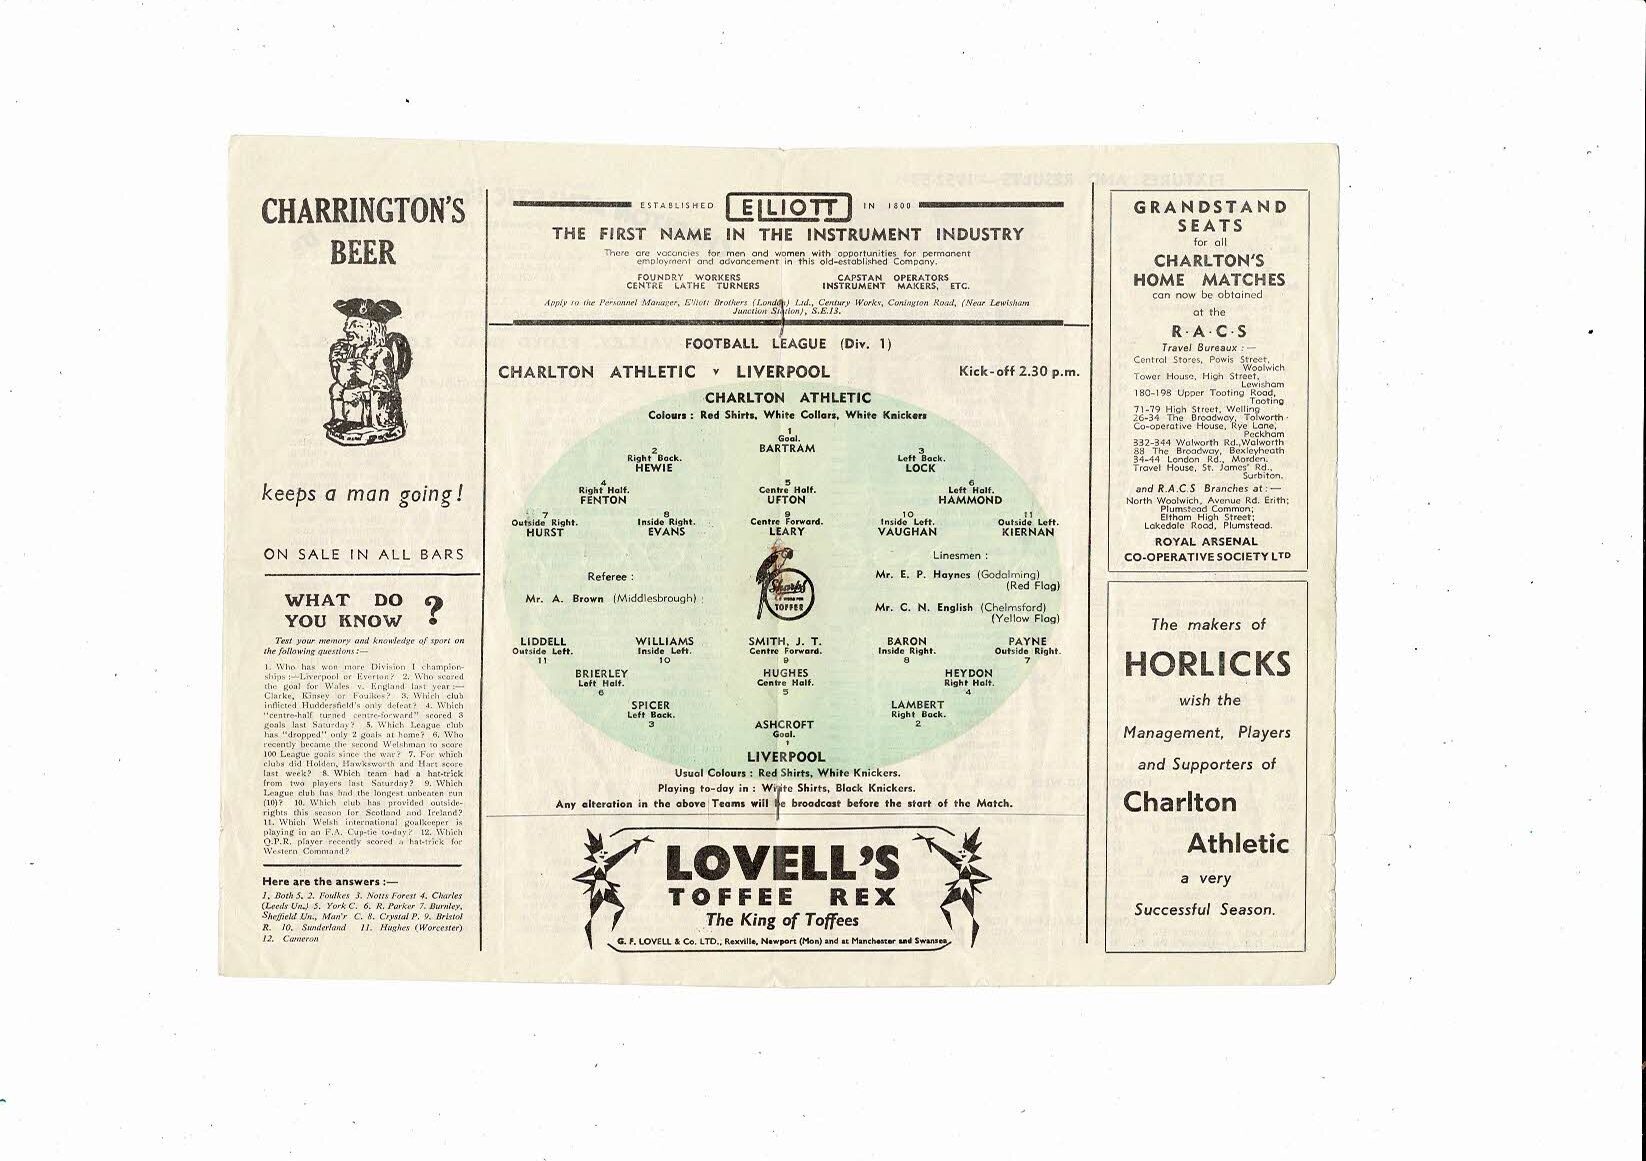 CHARRINGTON'S
BEER
keeps a man going!
ON SALE IN ALL BARS
WHAT DO
YOU KNOW ?
Test your memory and knowledge of sport on
the following questions:—
1. Who has won more Division I champion-
ships:—Liverpool or Everton? 2. Who scored
the goal for Wales v. England last year:—
Clarke, Kinsey or Foulkes? 3. Which club
inflicted Huddersfield's only defeat? 4. Which
"centre-half turned centre-forward" scored 3
goals last Saturday? 5. Which League club
has "dropped" only 2 goals at home? 6. Who
recently became the second Welshman to score
100 League goals since the war? 7. For which
clubs did Holden, Hawksworth and Hart score
last week? 8. Which team had a hat-trick
from two players last Saturday? 9. Which
League club has had the longest unbeaten run
(10)? 10. Which club has provided outside-
rights this season for Scotland and Ireland?
11. Which Welsh international goalkeeper is
playing in an F.A. Cup-tie to-day? 12. Which
Q.P.R. player recently scored a hat-trick for
Western Command?
Here are the answers:—
1. Both 5. 2. Foulkes 3. Notts Forest 4. Charles
(Leeds Un.) 5. York C. 6. R. Parker 7. Burnley,
Sheffield Un., Man'r C. 8. Crystal P. 9. Bristol
R. 10. Sunderland 11. Hughes (Worcester)
12. Cameron
ESTABLISHED ELLIOTT IN 1800
THE FIRST NAME IN THE INSTRUMENT INDUSTRY
There are vacancies for men and women with opportunities for permanent
employment and advancement in this old-established Company.
FOUNDRY WORKERS CAPSTAN OPERATORS
CENTRE LATHE TURNERS INSTRUMENT MAKERS, ETC.
Apply to the Personnel Manager, Elliott Brothers (London) Ltd., Century Works, Conington Road, (Near Lewisham
Junction Station), S.E.13.
FOOTBALL LEAGUE (Div. 1)
CHARLTON ATHLETIC v LIVERPOOL Kick-off 2.30 p.m.
CHARLTON ATHLETIC
Colours : Red Shirts, White Collars, White Knickers
1
Goal.
BARTRAM
2 3
Right Back. Left Back.
HEWIE LOCK
4 5 6
Right Half. Centre Half. Left Half.
FENTON UFTON HAMMOND
7 8 9 10 11
Outside Right. Inside Right. Centre Forward. Inside Left. Outside Left.
HURST EVANS LEARY VAUGHAN KIERNAN
Linesmen :
Referee : Mr. E. P. Haynes (Godalming)
(Red Flag)
Mr. A. Brown (Middlesbrough)
Sharps
TOFFEE
Mr. C. N. English (Chelmsford)
(Yellow Flag)
LIDDELL WILLIAMS SMITH, J. T. BARON PAYNE
Outside Left. Inside Left. Centre Forward. Inside Right. Outside Right.
11 10 9 8 7
BRIERLEY HUGHES HEYDON
Left Half. Centre Half. Right Half.
6 5 4
SPICER LAMBERT
Left Back. Right Back.
3 2
ASHCROFT
Goal.
1
LIVERPOOL
Usual Colours : Red Shirts, White Knickers.
Playing to-day in : White Shirts, Black Knickers.
Any alteration in the above Teams will be broadcast before the start of the Match.
LOVELL'S
TOFFEE REX
The King of Toffees
G. F. LOVELL & Co. LTD., Rexville, Newport (Mon) and at Manchester and Swansea.
GRANDSTAND
SEATS
for all
CHARLTON'S
HOME MATCHES
can now be obtained
at the
R·A·C·S
Travel Bureaux :—
Central Stores, Powis Street,
Woolwich
Tower House, High Street,
Lewisham
180-198 Upper Tooting Road,
Tooting
71-79 High Street, Welling
26-34 The Broadway, Tolworth
Co-operative House, Rye Lane,
Peckham
332-344 Walworth Rd., Walworth
88 The Broadway, Bexleyheath
34-44 London Rd., Morden.
Travel House, St. James' Rd.,
Surbiton.
and R.A.C.S Branches at :—
North Woolwich, Avenue Rd. Erith;
Plumstead Common;
Eltham High Street;
Lakedale Road, Plumstead.
ROYAL ARSENAL
CO-OPERATIVE SOCIETY LTD
The makers of
HORLICKS
wish the
Management, Players
and Supporters of
Charlton
Athletic
a very
Successful Season.